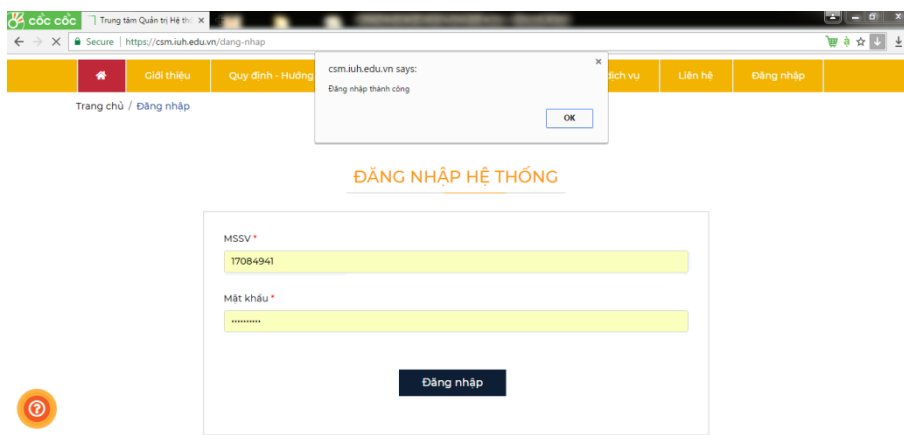 cốc cốc
Trung tâm Quản trị Hệ thố
Secure | https://csm.iuh.edu.vn/dang-nhap
Giới thiệu
Quy định - Hướng
dịch vụ
Liên hệ
Đăng nhập
csm.iuh.edu.vn says:
Đăng nhập thành công
OK
Trang chủ / Đăng nhập
ĐĂNG NHẬP HỆ THỐNG
MSSV *
17084941
Mật khẩu *
••••••••••
Đăng nhập